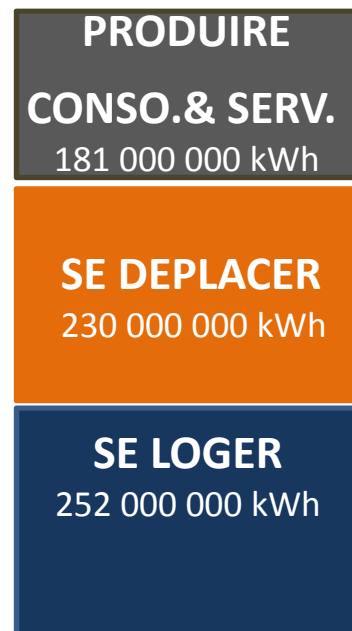 PRODUIRE
CONSO.& SERV.
181 000 000 kWh
SE DEPLACER
230 000 000 kWh
SE LOGER
252 000 000 kWh